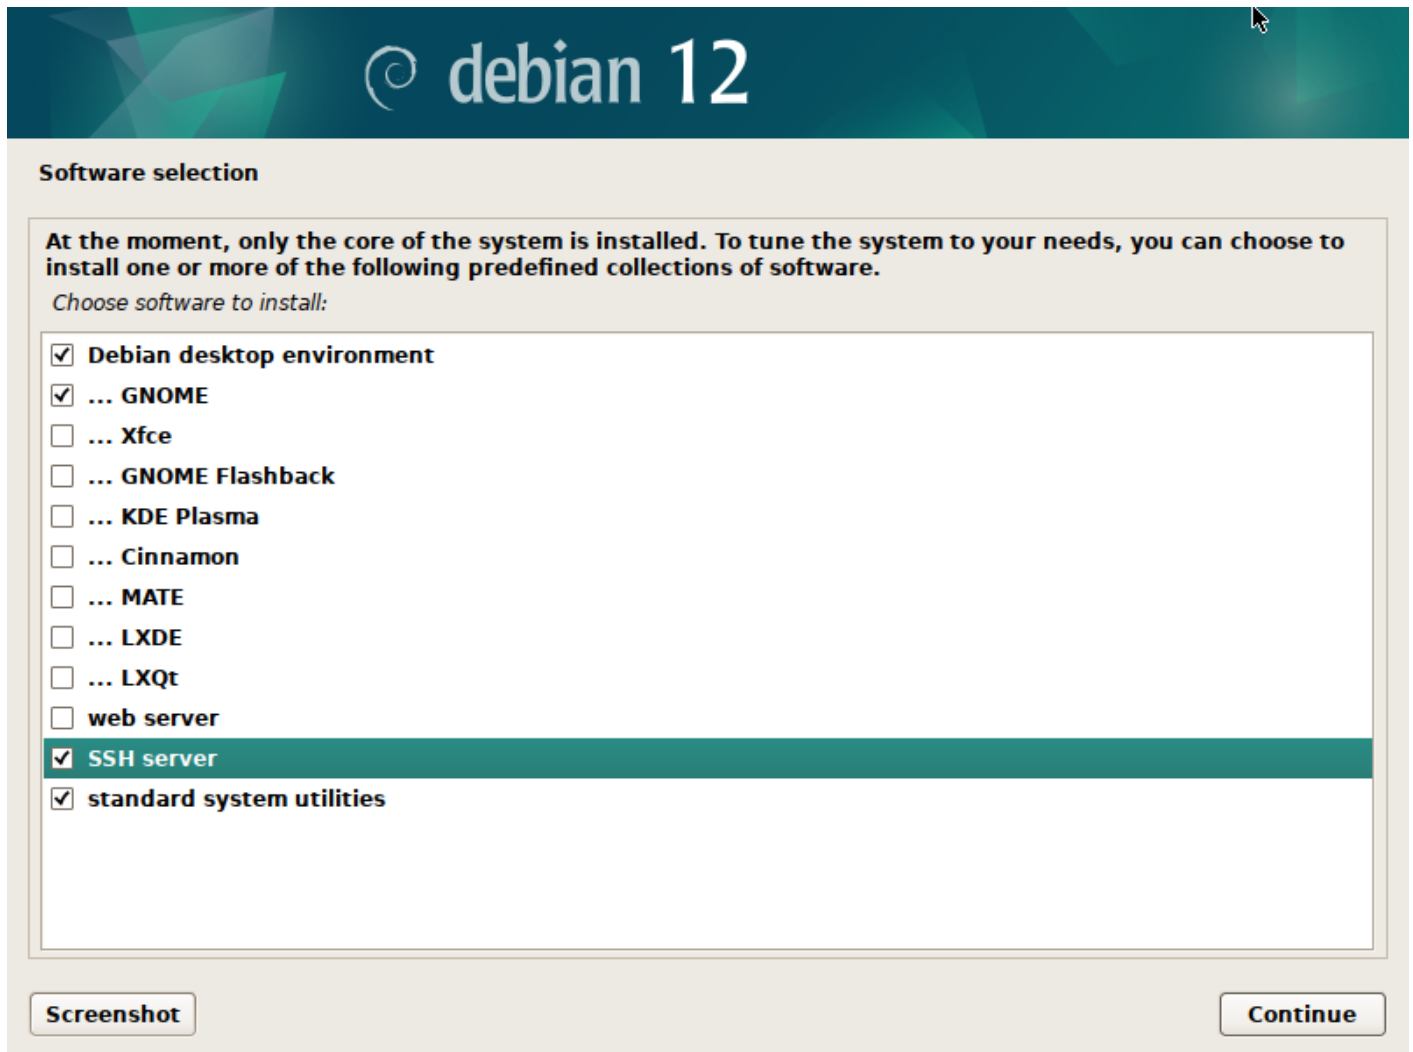 debian 12
Software selection
At the moment, only the core of the system is installed. To tune the system to your needs, you can choose to
install one or more of the following predefined collections of software.
Choose software to install:
Debian desktop environment
... GNOME
... Xfce
... GNOME Flashback
... KDE Plasma
... Cinnamon
... MATE
... LXDE
... LXQt
web server
SSH server
standard system utilities
Screenshot
Continue